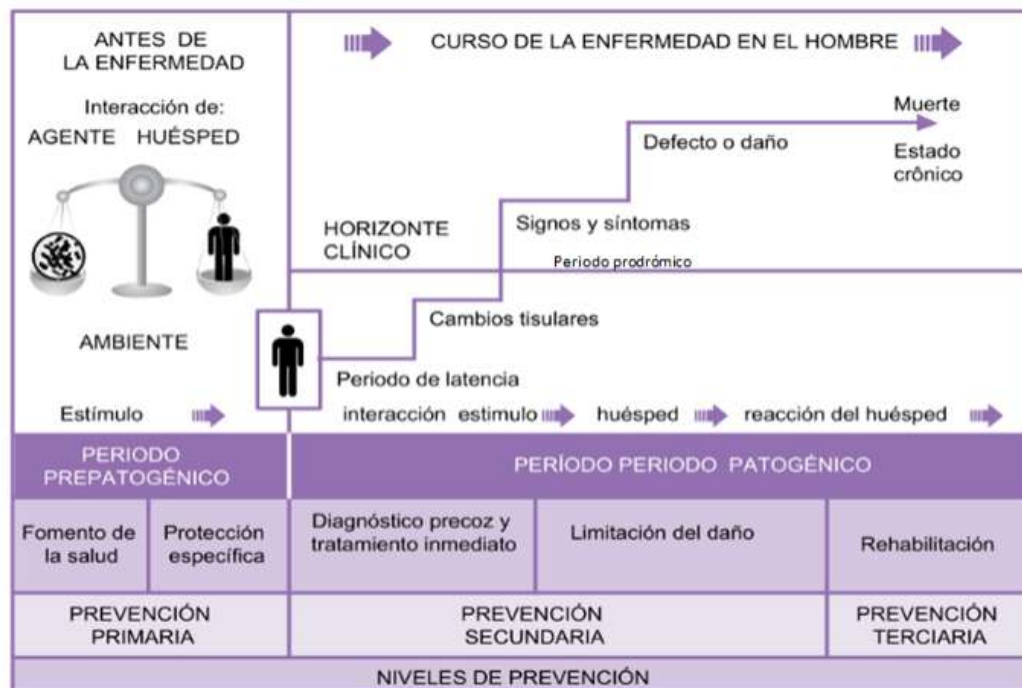 ANTES DE
LA ENFERMEDAD
Interacción de:
AGENTE HUÉSPED
AMBIENTE
Estímulo
CURSO DE LA ENFERMEDAD EN EL HOMBRE
Muerte
Defecto o daño
Estado
crônico
HORIZONTE
CLÍNICO
Signos y síntomas
Periodo prodrómico
Cambios tisulares
Periodo de latencia
interacción estimulo
huésped
reacción del huésped
PERIODO
PREPATOGÉNICO
PERÍODO PERIODO PATOGÉNICO
Fomento de
la salud
Protección
específica
Diagnóstico precoz y
tratamiento inmediato
Limitación del daño
Rehabilitación
PREVENCIÓN
PRIMARIA
PREVENCIÓN
SECUNDARIA
PREVENCIÓN
TERCIARIA
NIVELES DE PREVENCIÓN